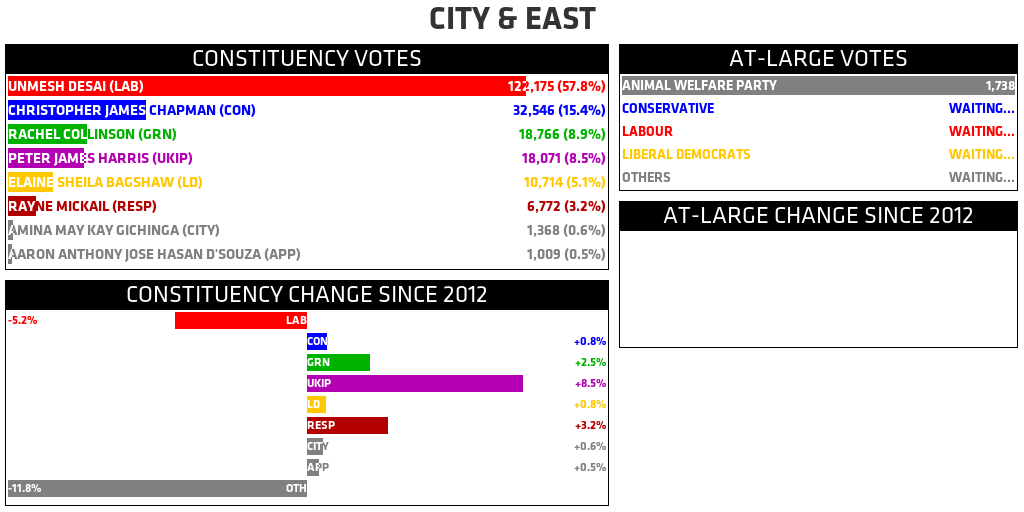 CITY & EAST
CONSTITUENCY VOTES
UNMESH DESAI (LAB) 122,175 (57.8%)
CHRISTOPHER JAMES CHAPMAN (CON) 32,546 (15.4%)
RACHEL COLLINSON (GRN) 18,766 (8.9%)
PETER JAMES HARRIS (UKIP) 18,071 (8.5%)
ELAINE SHEILA BAGSHAW (LD) 10,714 (5.1%)
RAYNE MICKAIL (RESP) 6,772 (3.2%)
AMINA MAY KAY GICHINGA (CITY) 1,368 (0.6%)
AARON ANTHONY JOSE HASAN D'SOUZA (APP) 1,009 (0.5%)
CONSTITUENCY CHANGE SINCE 2012
-5.2% LAB
CON +0.8%
GRN +2.5%
UKIP +8.5%
LD +0.8%
RESP +3.2%
CITY +0.6%
APP +0.5%
-11.8% OTH
AT-LARGE VOTES
ANIMAL WELFARE PARTY 1,738
CONSERVATIVE WAITING...
LABOUR WAITING...
LIBERAL DEMOCRATS WAITING...
OTHERS WAITING...
AT-LARGE CHANGE SINCE 2012